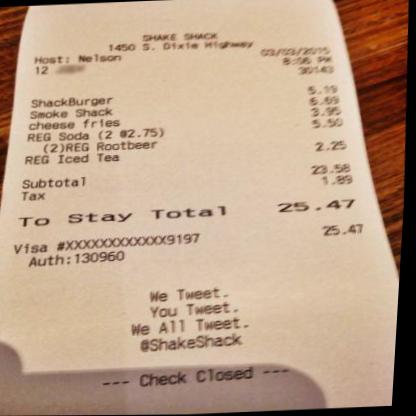 SHAKE SHACK
1450 S. Dixie Highway
Host: Nelson 03/03/2015
12 8:06 PM
30143
ShackBurger 5.19
Smoke Shack 6.69
cheese fries 3.95
REG Soda (2 @2.75) 5.50
(2)REG Rootbeer
REG Iced Tea 2.25
Subtotal 23.58
Tax 1.89
To Stay Total 25.47
Visa #XXXXXXXXXXXX9197 25.47
Auth:130960
We Tweet.
You Tweet.
We All Tweet.
@ShakeShack
--- Check Closed ---